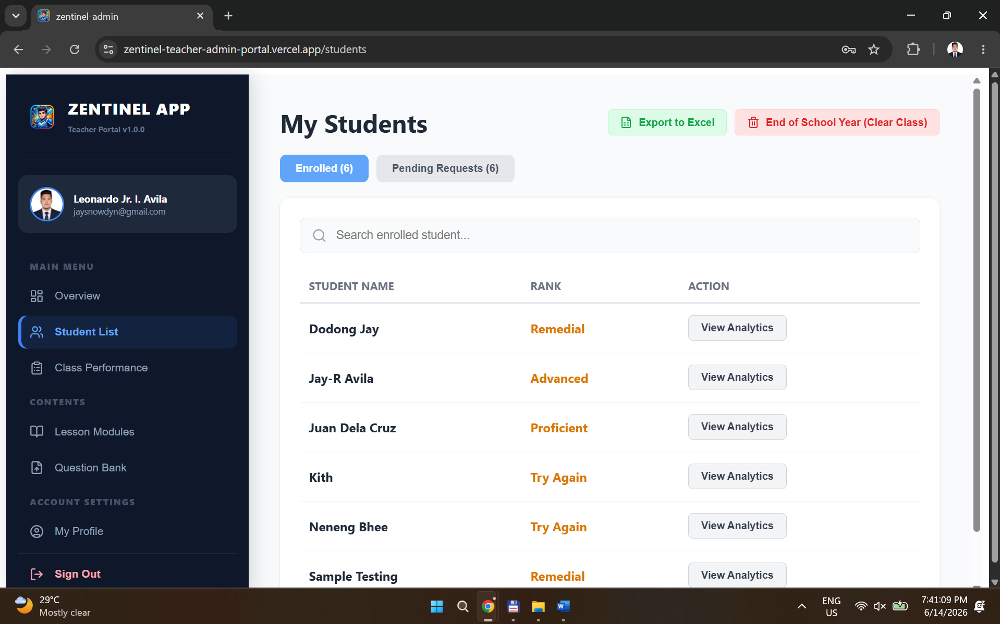 zentinel-admin
zentinel-teacher-admin-portal.vercel.app/students
ZENTINEL APP
Teacher Portal v1.0.0
Leonardo Jr. I. Avila
jaysnowdyn@gmail.com
MAIN MENU
Overview
Student List
Class Performance
CONTENTS
Lesson Modules
Question Bank
ACCOUNT SETTINGS
My Profile
Sign Out
My Students
Export to Excel
End of School Year (Clear Class)
Enrolled (6)
Pending Requests (6)
Search enrolled student...
STUDENT NAME RANK ACTION
Dodong Jay Remedial View Analytics
Jay-R Avila Advanced View Analytics
Juan Dela Cruz Proficient View Analytics
Kith Try Again View Analytics
Neneng Bhee Try Again View Analytics
Sample Testing Remedial View Analytics
29°C
Mostly clear
ENG
US
7:41:09 PM
6/14/2026